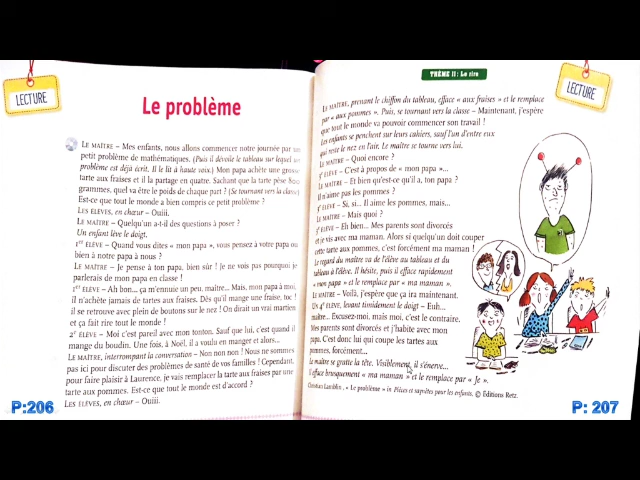 LECTURE
Le problème
LE MAÎTRE – Mes enfants, nous allons commencer notre journée par un
petit problème de mathématiques. (Puis il dévoile le tableau sur lequel un
problème est déjà écrit. Il le lit à haute voix.) Mon papa achète une grosse
tarte aux fraises et il la partage en quatre. Sachant que la tarte pèse 800
grammes, quel va être le poids de chaque part ? (Se tournant vers la classe)
Est-ce que tout le monde a bien compris ce petit problème ?
LES ÉLÈVES, en chœur – Ouiii.
LE MAÎTRE – Quelqu'un a-t-il des questions à poser ?
Un enfant lève le doigt.
1er ÉLÈVE – Quand vous dites « mon papa », vous pensez à votre papa ou
bien à notre papa à nous ?
LE MAÎTRE – Je pense à ton papa, bien sûr ! Je ne vois pas pourquoi je
parlerais de mon papa en classe !
1er ÉLÈVE – Ah bon... ça m'ennuie un peu, maître... Mais, mon papa à moi,
il n'achète jamais de tartes aux fraises. Dès qu'il mange une fraise, toc !
il se retrouve avec plein de boutons sur le nez ! On dirait un vrai martien
et ça fait rire tout le monde !
2e ÉLÈVE – Moi c'est pareil avec mon tonton. Sauf que lui, c'est quand il
mange du boudin. Une fois, à Noël, il a voulu en manger et alors...
LE MAÎTRE, interrompant la conversation – Non non non ! Nous ne sommes
pas ici pour discuter des problèmes de santé de vos familles ! Cependant,
pour faire plaisir à Laurence, je vais remplacer la tarte aux fraises par une
tarte aux pommes. Est-ce que tout le monde est d'accord ?
LES ÉLÈVES, en chœur – Ouiii.
P:206
THÈME 11 : Le rire
LECTURE
LE MAÎTRE, prenant le chiffon du tableau, efface « aux fraises » et le remplace
par « aux pommes ». Puis, se tournant vers la classe – Maintenant, j'espère
que tout le monde va pouvoir commencer son travail !
Les enfants se penchent sur leurs cahiers, sauf l'un d'entre eux
qui reste le nez en l'air. Le maître se tourne vers lui.
LE MAÎTRE – Quoi encore ?
3e ÉLÈVE – C'est à propos de « mon papa »...
LE MAÎTRE – Et bien qu'est-ce qu'il a, ton papa ?
Il n'aime pas les pommes ?
3e ÉLÈVE – Si, si... Il aime les pommes, mais...
LE MAÎTRE – Mais quoi ?
3e ÉLÈVE – Eh bien... Mes parents sont divorcés
et je vis avec ma maman. Alors si quelqu'un doit couper
cette tarte aux pommes, c'est forcément ma maman !
Le regard du maître va de l'élève au tableau et du
tableau à l'élève. Il hésite, puis il efface rapidement
« mon papa » et le remplace par « ma maman ».
LE MAÎTRE – Voilà, j'espère que ça ira maintenant.
Un 4e ÉLÈVE, levant timidement le doigt – Euh...
maître... Excusez-moi, mais moi, c'est le contraire.
Mes parents sont divorcés et j'habite avec mon
papa. C'est donc lui qui coupe les tartes aux
pommes, forcément...
Le maître se gratte la tête. Visiblement, il s'énerve...
Il efface brusquement « ma maman » et le remplace par « Je ».
« Le problème » in Pièces et saynètes pour les enfants. © Editions Retz.
P: 207